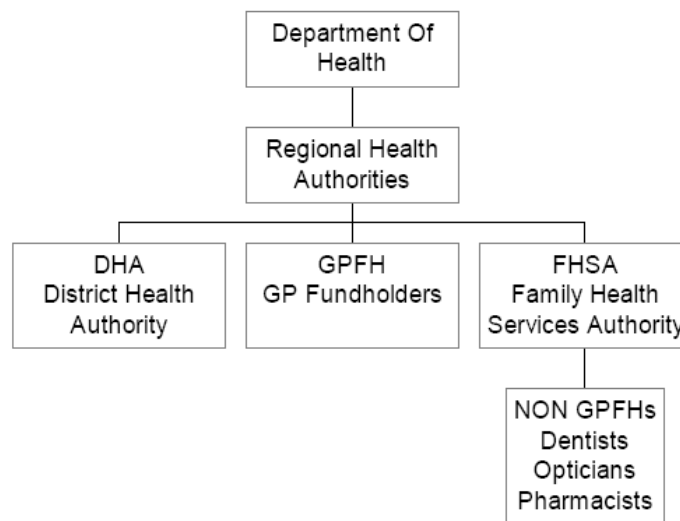 Department Of
Health
Regional Health
Authorities
DHA
District Health
Authority
GPFH
GP Fundholders
FHSA
Family Health
Services Authority
NON GPFHs
Dentists
Opticians
Pharmacists